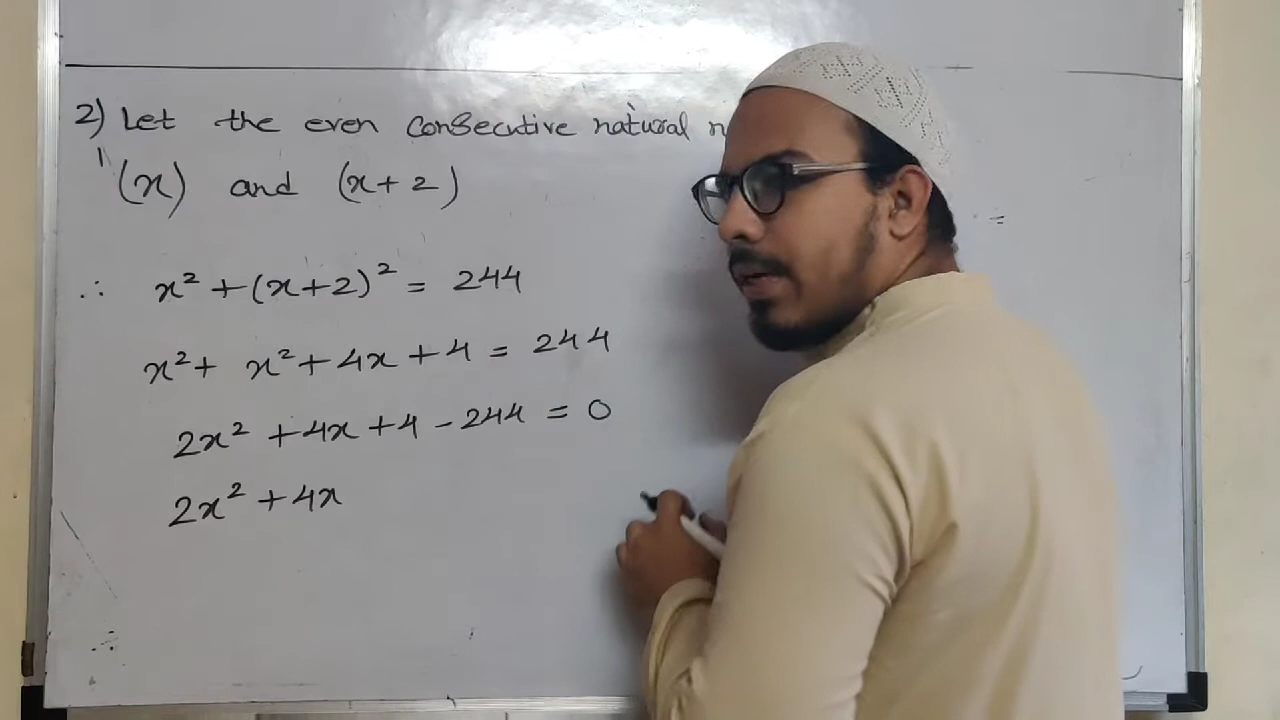 2) Let the even consecutive natural n
(x) and (x+2)
∴ x² + (x+2)² = 244
x² + x² + 4x + 4 = 244
2x² + 4x + 4 - 244 = 0
2x² + 4x